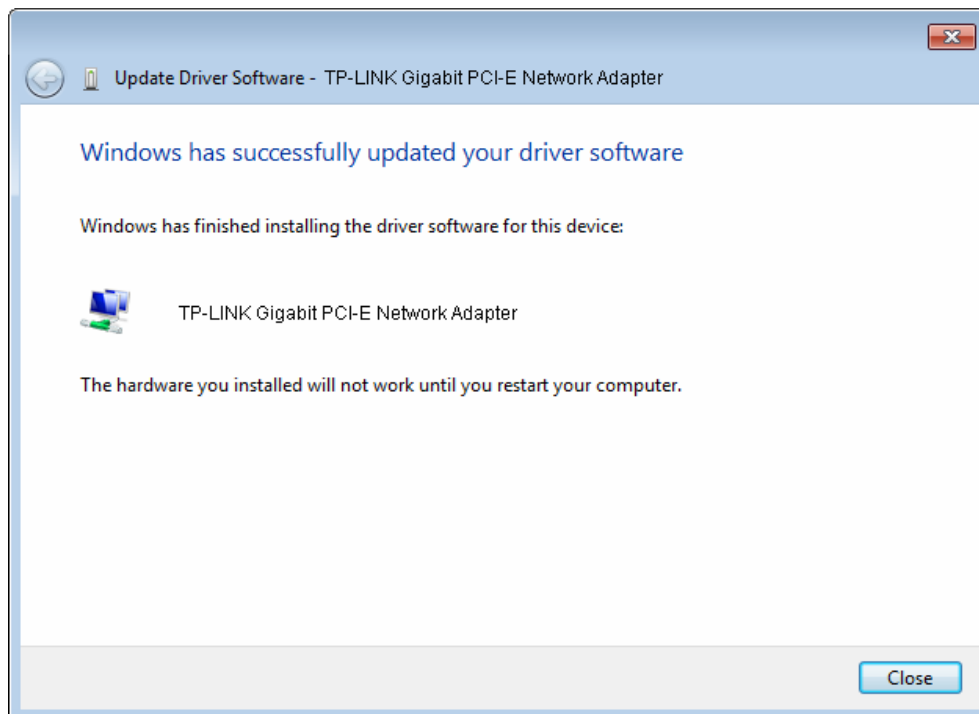 Update Driver Software - TP-LINK Gigabit PCI-E Network Adapter
Windows has successfully updated your driver software
Windows has finished installing the driver software for this device:
TP-LINK Gigabit PCI-E Network Adapter
The hardware you installed will not work until you restart your computer.
Close